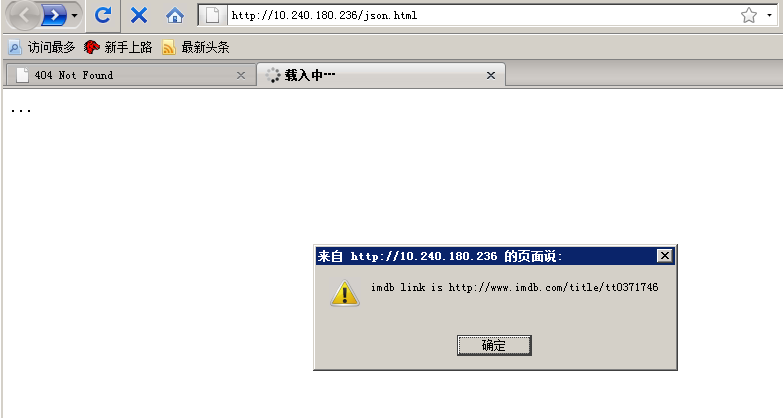 http://10.240.180.236/json.html
访问最多 新手上路 最新头条
404 Not Found 载入中…
...
来自 http://10.240.180.236 的页面说:
imdb link is http://www.imdb.com/title/tt0371746
确定